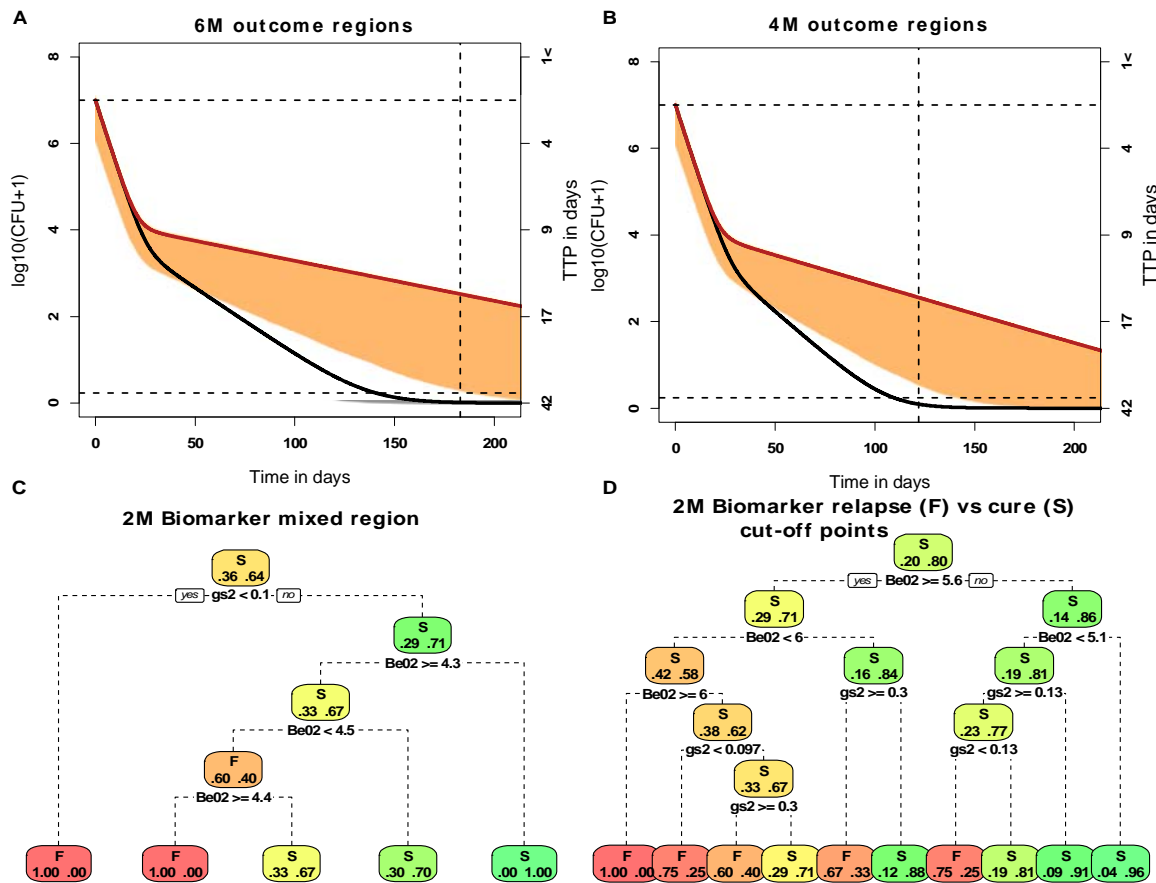 A
6M outcome regions
8
6
4
2
0
log10(CFU+1)
1<
4
9
17
42
TTP in days
0
50
100
150
200
Time in days
B
4M outcome regions
8
6
4
2
0
log10(CFU+1)
1<
4
9
17
42
TTP in days
0
50
100
150
200
Time in days
C
2M Biomarker mixed region
S
.36 .64
yes gs2 < 0.1 no
S
.29 .71
Be02 >= 4.3
S
.33 .67
Be02 < 4.5
F
.60 .40
Be02 >= 4.4
F
1.00 .00
F
1.00 .00
S
.33 .67
S
.30 .70
S
.00 1.00
D
2M Biomarker relapse (F) vs cure (S)
cut-off points
S
.20 .80
yes Be02 >= 5.6 no
S
.29 .71
Be02 < 6
S
.14 .86
Be02 < 5.1
S
.42 .58
Be02 >= 6
S
.16 .84
gs2 >= 0.3
S
.19 .81
gs2 >= 0.13
S
.38 .62
gs2 < 0.097
S
.23 .77
gs2 < 0.13
S
.33 .67
gs2 >= 0.3
F
1.00 .00
F
.75 .25
F
.60 .40
S
.29 .71
F
.67 .33
S
.12 .88
F
.75 .25
S
.19 .81
S
.09 .91
S
.04 .96